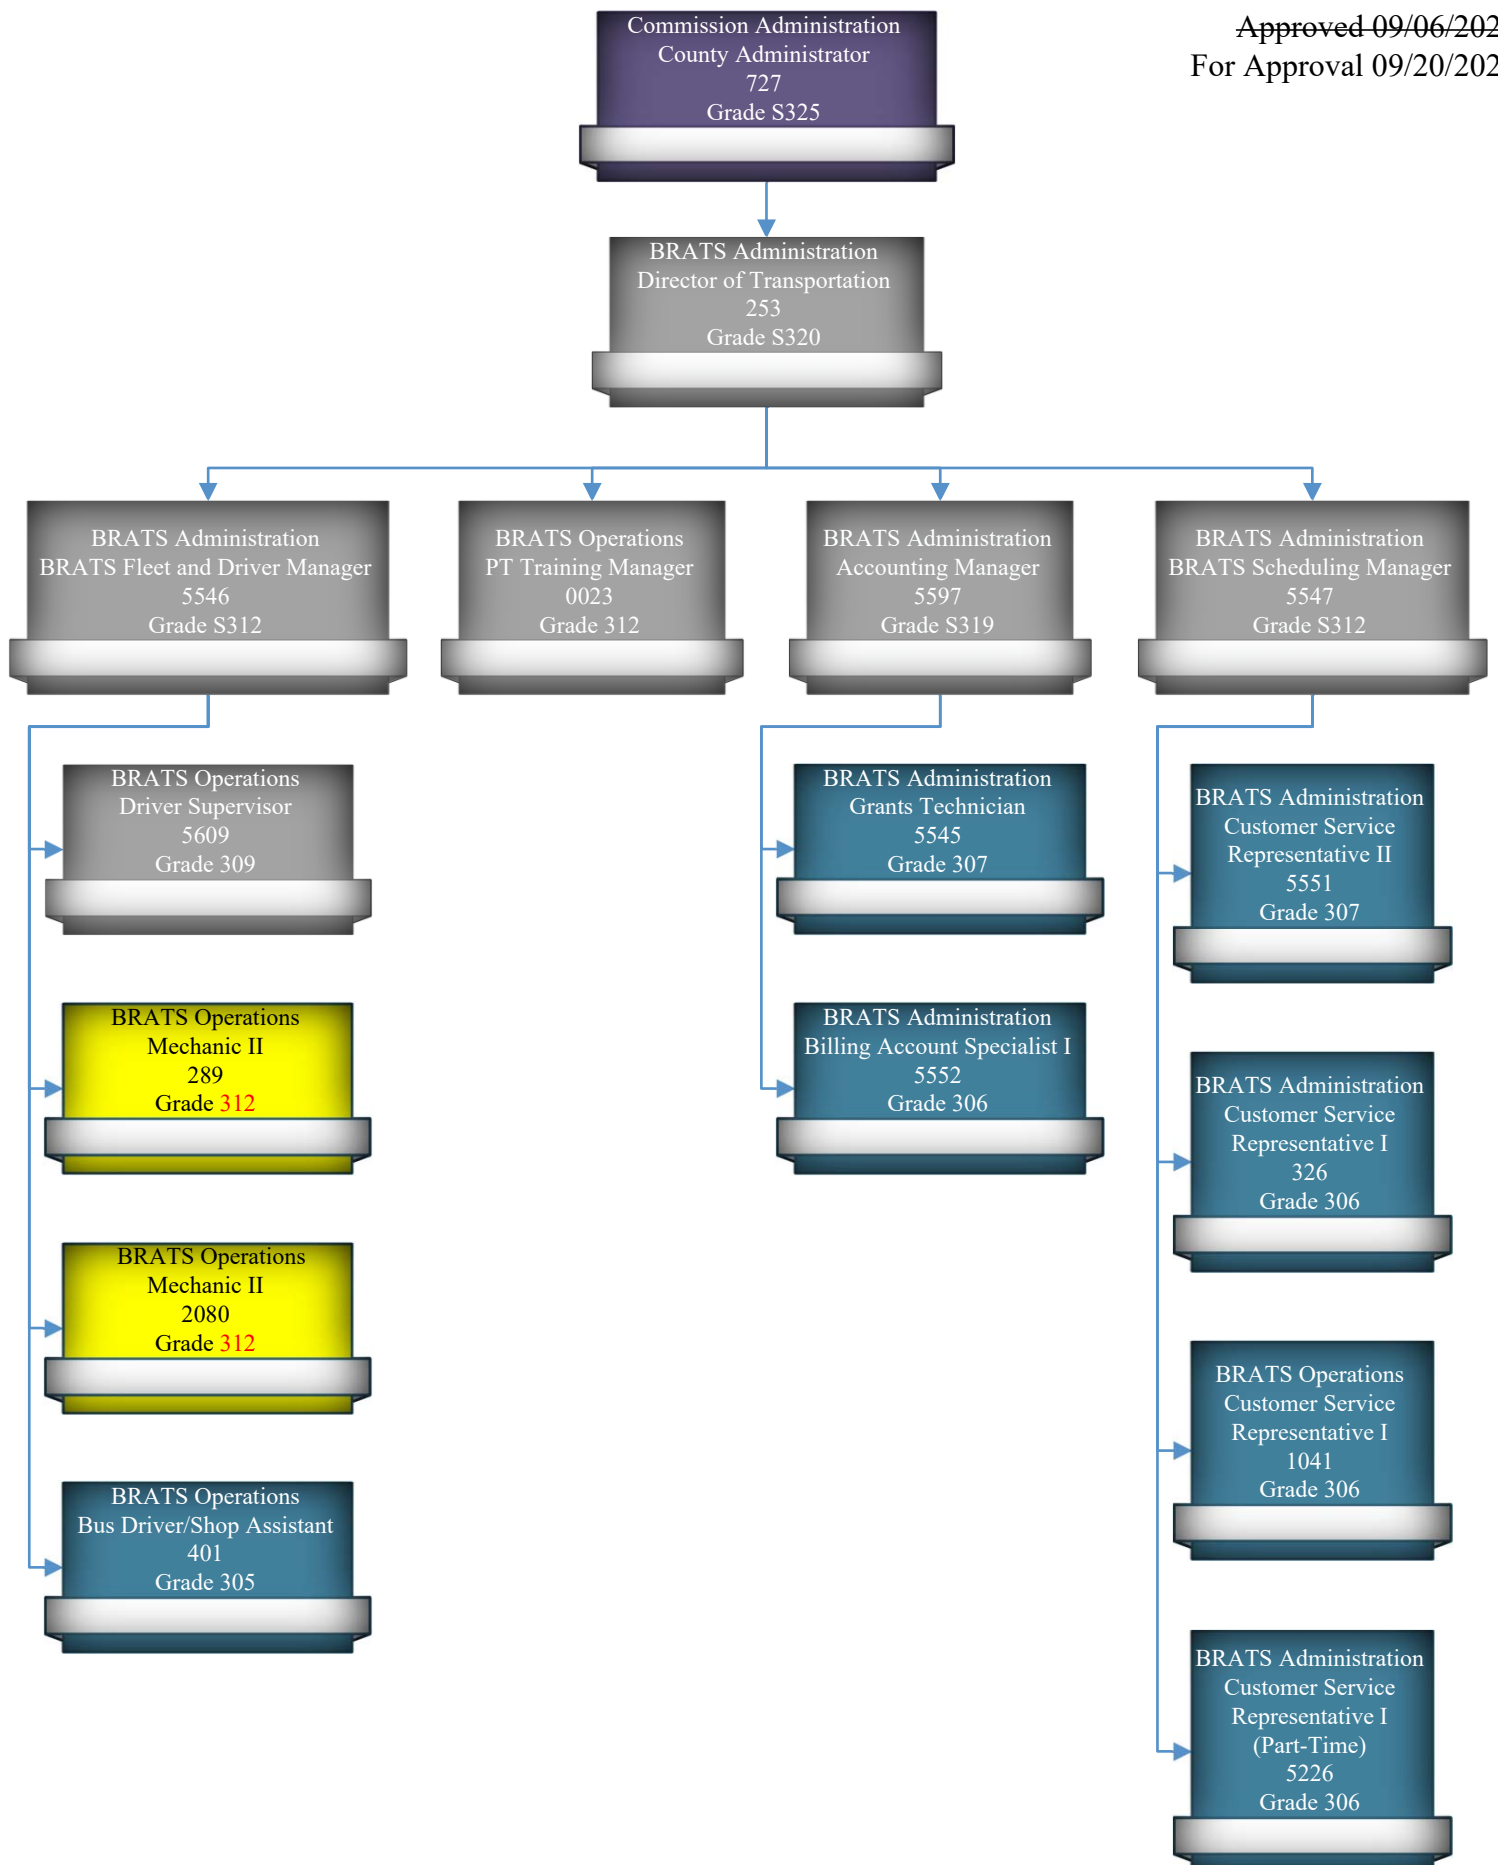 Approved 09/06/202
For Approval 09/20/202
Commission Administration
County Administrator
727
Grade S325
BRATS Administration
Director of Transportation
253
Grade S320
BRATS Administration
BRATS Fleet and Driver Manager
5546
Grade S312
BRATS Operations
PT Training Manager
0023
Grade 312
BRATS Administration
Accounting Manager
5597
Grade S319
BRATS Administration
BRATS Scheduling Manager
5547
Grade S312
BRATS Operations
Driver Supervisor
5609
Grade 309
BRATS Operations
Mechanic II
289
Grade 312
BRATS Operations
Mechanic II
2080
Grade 312
BRATS Operations
Bus Driver/Shop Assistant
401
Grade 305
BRATS Administration
Grants Technician
5545
Grade 307
BRATS Administration
Billing Account Specialist I
5552
Grade 306
BRATS Administration
Customer Service
Representative II
5551
Grade 307
BRATS Administration
Customer Service
Representative I
326
Grade 306
BRATS Operations
Customer Service
Representative I
1041
Grade 306
BRATS Administration
Customer Service
Representative I
(Part-Time)
5226
Grade 306